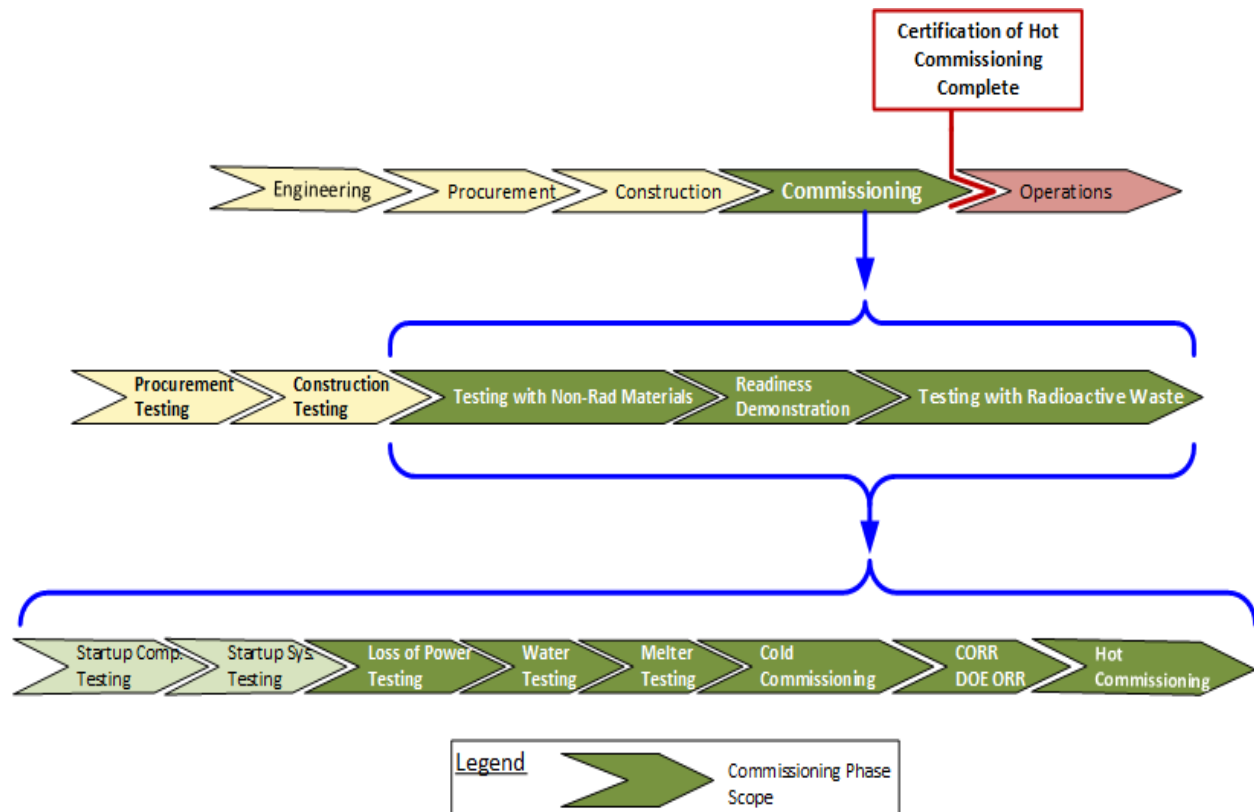 Certification of Hot
Commissioning
Complete
Engineering
Procurement
Construction
Commissioning
Operations
Procurement
Testing
Construction
Testing
Testing with Non-Rad Materials
Readiness
Demonstration
Testing with Radioactive Waste
Startup Comp.
Testing
Startup Sys.
Testing
Loss of Power
Testing
Water
Testing
Melter
Testing
Cold
Commissioning
CORR
DOE ORR
Hot
Commissioning
Legend
Commissioning Phase
Scope